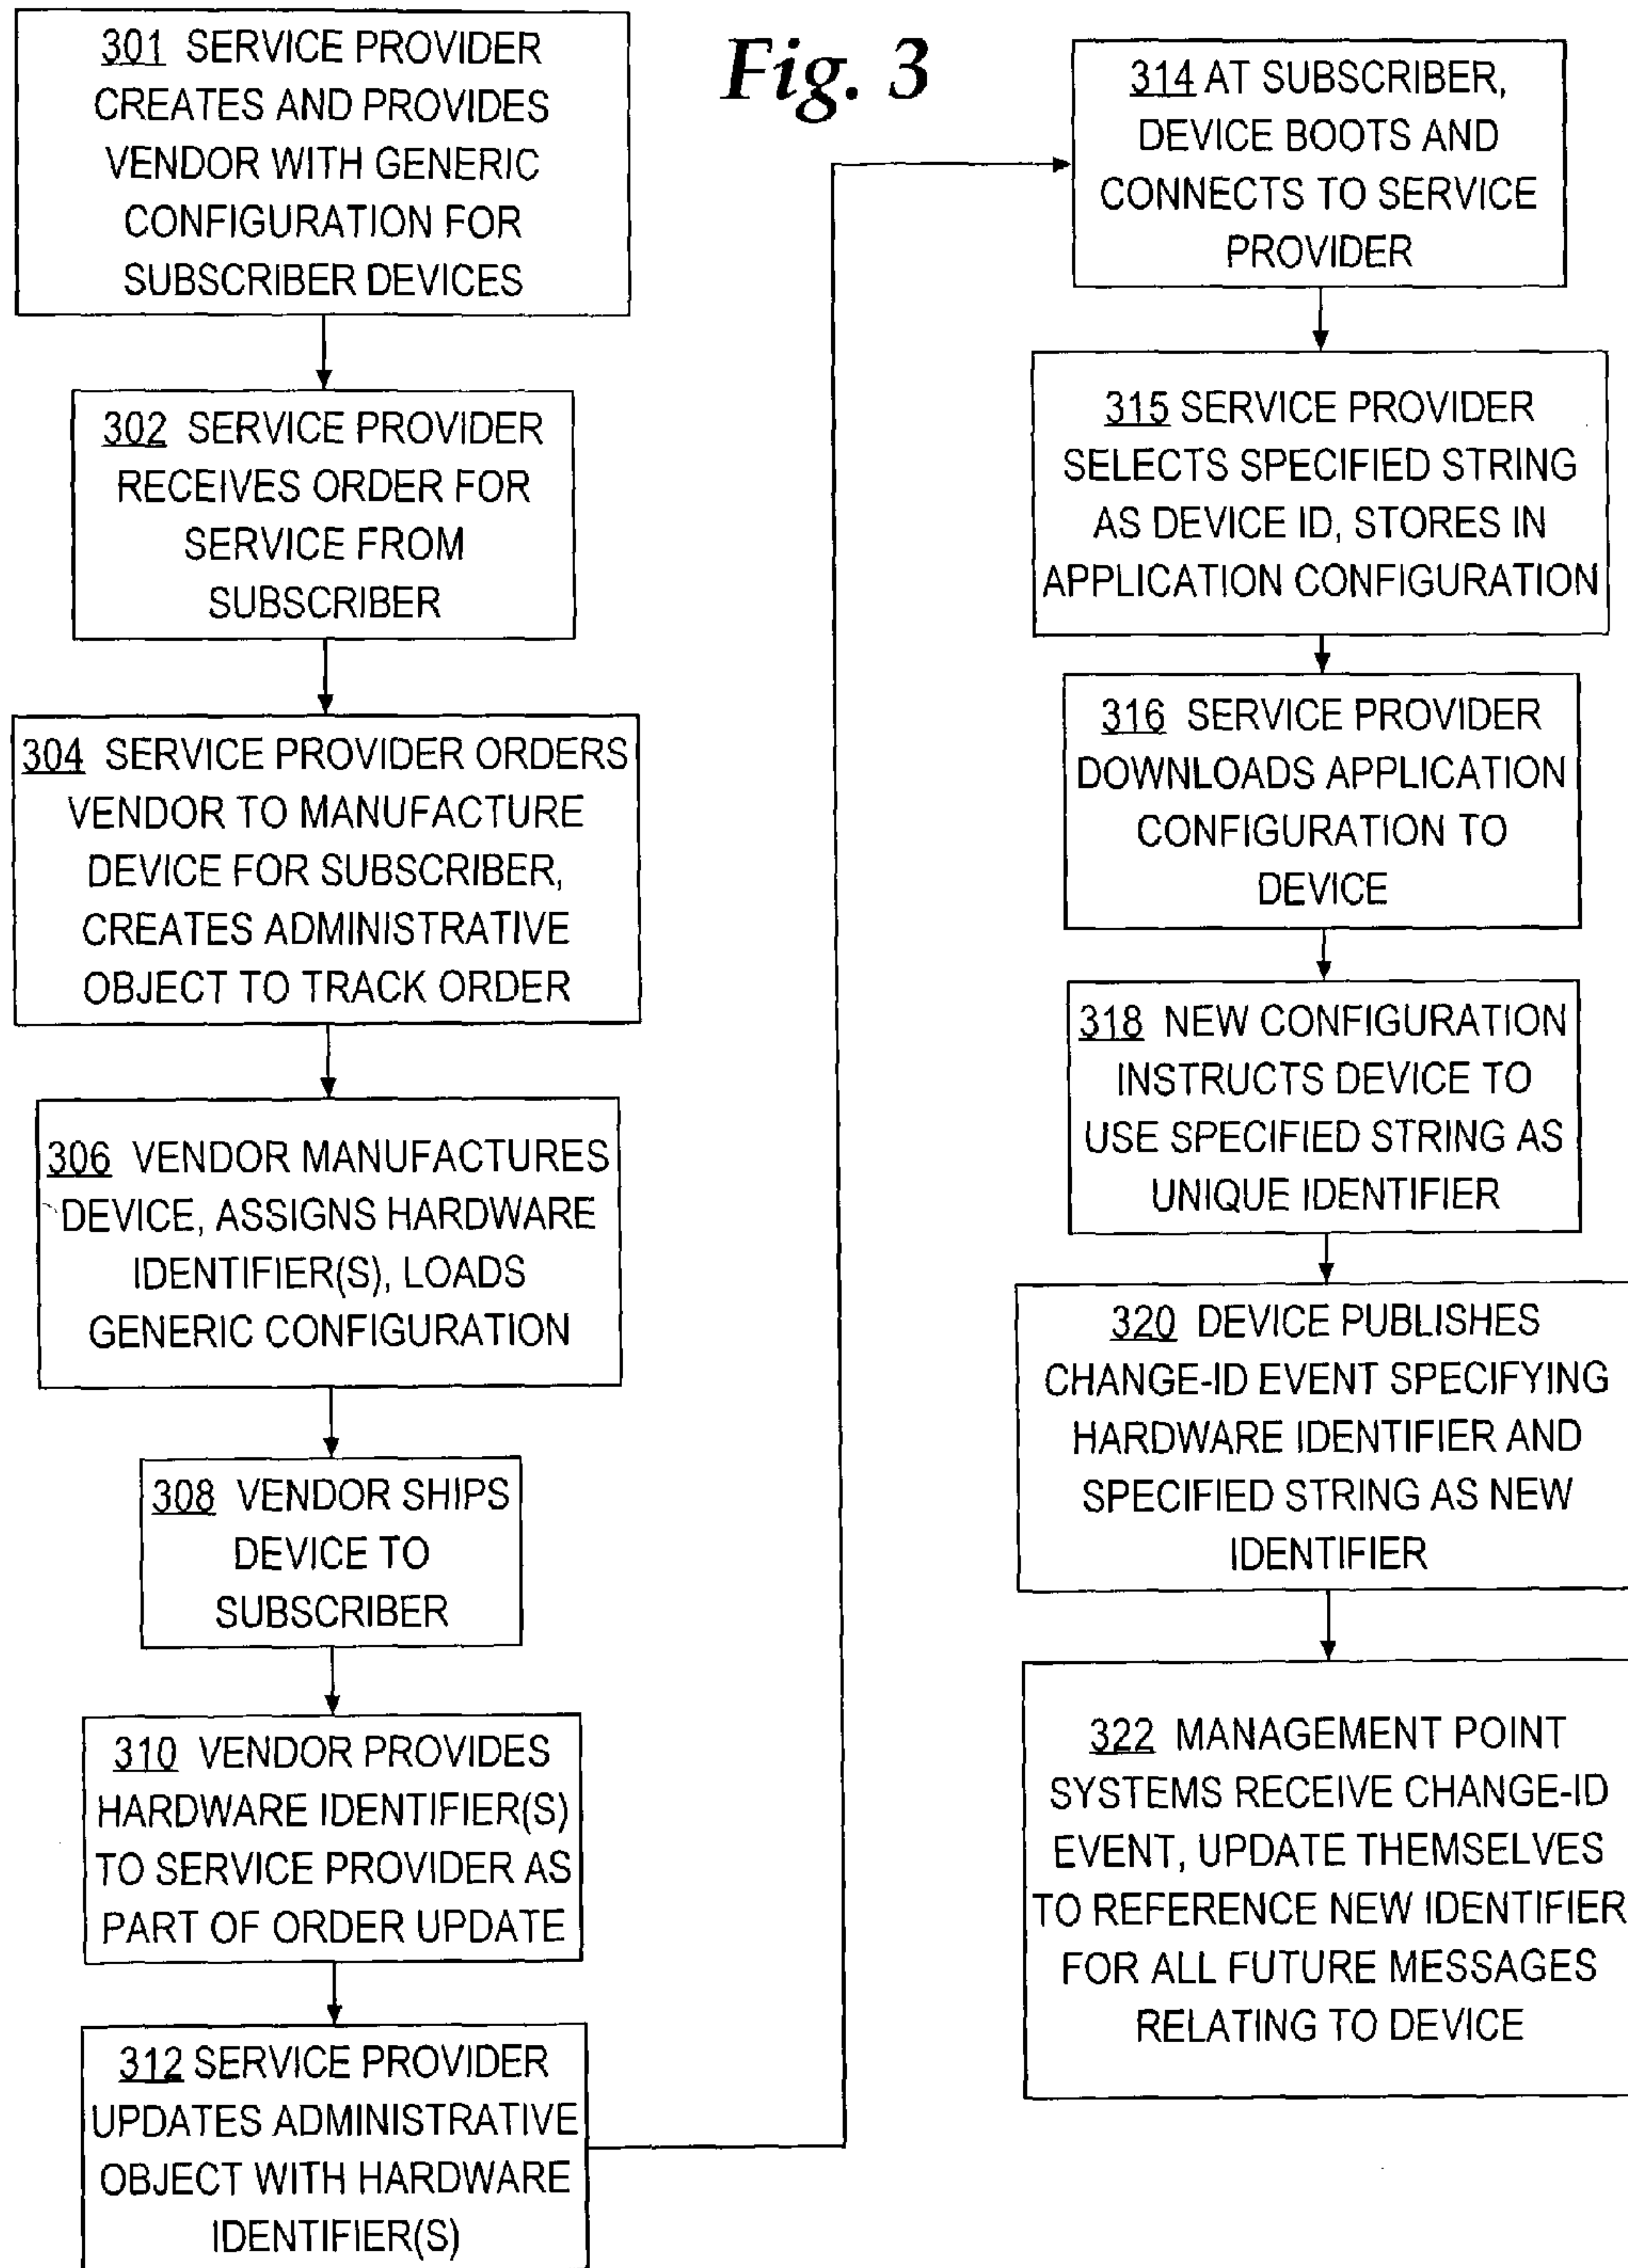 Fig. 3
301 SERVICE PROVIDER
CREATES AND PROVIDES
VENDOR WITH GENERIC
CONFIGURATION FOR
SUBSCRIBER DEVICES
302 SERVICE PROVIDER
RECEIVES ORDER FOR
SERVICE FROM
SUBSCRIBER
304 SERVICE PROVIDER ORDERS
VENDOR TO MANUFACTURE
DEVICE FOR SUBSCRIBER,
CREATES ADMINISTRATIVE
OBJECT TO TRACK ORDER
306 VENDOR MANUFACTURES
DEVICE, ASSIGNS HARDWARE
IDENTIFIER(S), LOADS
GENERIC CONFIGURATION
308 VENDOR SHIPS
DEVICE TO
SUBSCRIBER
310 VENDOR PROVIDES
HARDWARE IDENTIFIER(S)
TO SERVICE PROVIDER AS
PART OF ORDER UPDATE
312 SERVICE PROVIDER
UPDATES ADMINISTRATIVE
OBJECT WITH HARDWARE
IDENTIFIER(S)
314 AT SUBSCRIBER,
DEVICE BOOTS AND
CONNECTS TO SERVICE
PROVIDER
315 SERVICE PROVIDER
SELECTS SPECIFIED STRING
AS DEVICE ID, STORES IN
APPLICATION CONFIGURATION
316 SERVICE PROVIDER
DOWNLOADS APPLICATION
CONFIGURATION TO
DEVICE
318 NEW CONFIGURATION
INSTRUCTS DEVICE TO
USE SPECIFIED STRING AS
UNIQUE IDENTIFIER
320 DEVICE PUBLISHES
CHANGE-ID EVENT SPECIFYING
HARDWARE IDENTIFIER AND
SPECIFIED STRING AS NEW
IDENTIFIER
322 MANAGEMENT POINT
SYSTEMS RECEIVE CHANGE-ID
EVENT, UPDATE THEMSELVES
TO REFERENCE NEW IDENTIFIER
FOR ALL FUTURE MESSAGES
RELATING TO DEVICE